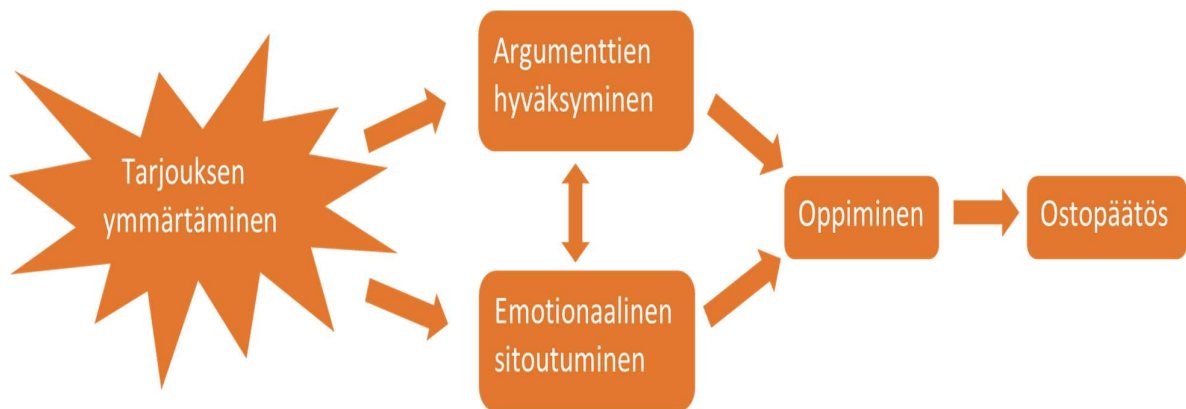 Tarjouksen
ymmärtäminen
Argumenttien
hyväksyminen
Emotionaalinen
sitoutuminen
Oppiminen
Ostopäätös